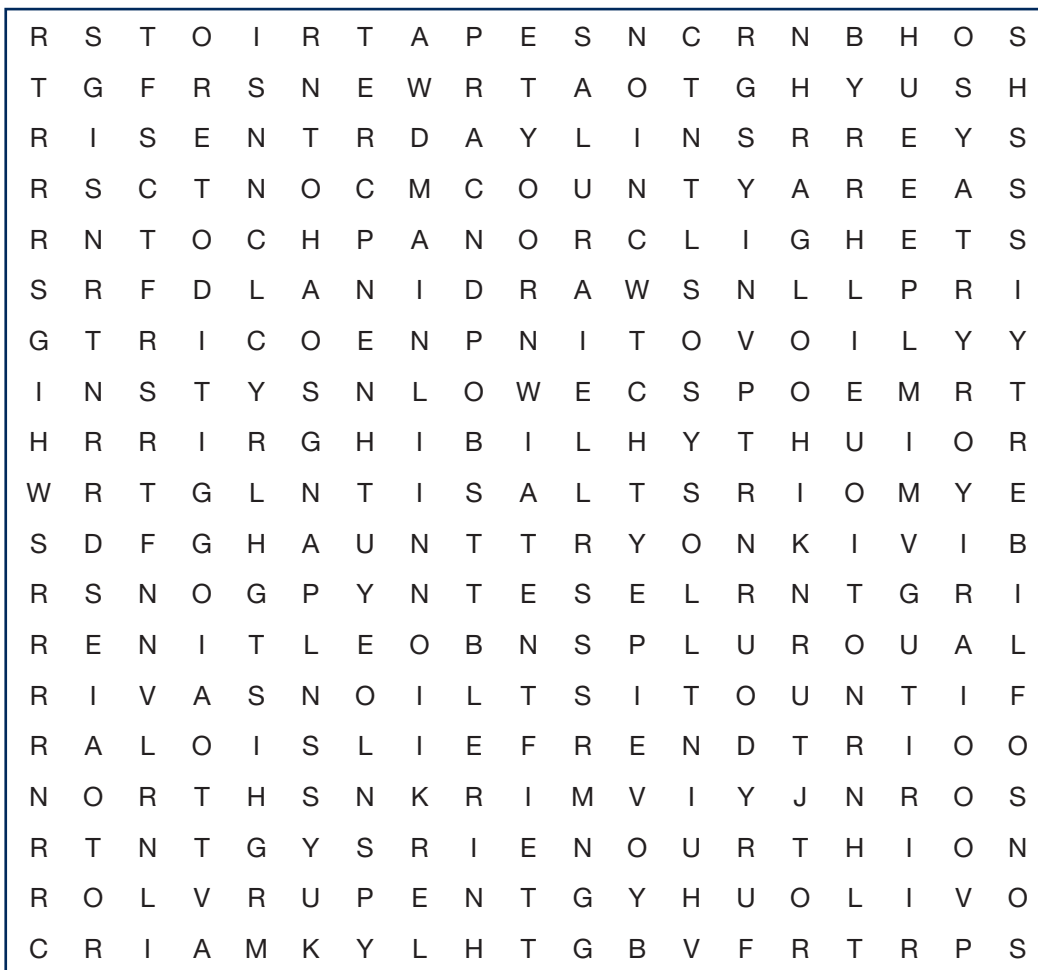 R S T O I R T A P E S N C R N B H O S
T G F R S N E W R T A O T G H Y U S H
R I S E N T R D A Y L I N S R R E Y S
R S C T N O C M C O U N T Y A R E A S
R N T O C H P A N O R C L I G H E T S
S R F D L A N I D R A W S N L L P R I
G T R I C O E N P N I T O V O I L Y Y
I N S T Y S N L O W E C S P O E M R T
H R R I R G H I B I L H Y T H U I O R
W R T G L N T I S A L T S R I O M Y E
S D F G H A U N T T R Y O N K I V I B
R S N O G P Y N T E S E L R N T G R I
R E N I T L E O B N S P L U R O U A L
R I V A S N O I L T S I T O U N T I F
R A L O I S L I E F R E N D T R I O O
N O R T H S N K R I M V I Y J N R O S
R T N T G Y S R I E N O U R T H I O N
R O L V R U P E N T G Y H U O L I V O
C R I A M K Y L H T G B V F R T R P S